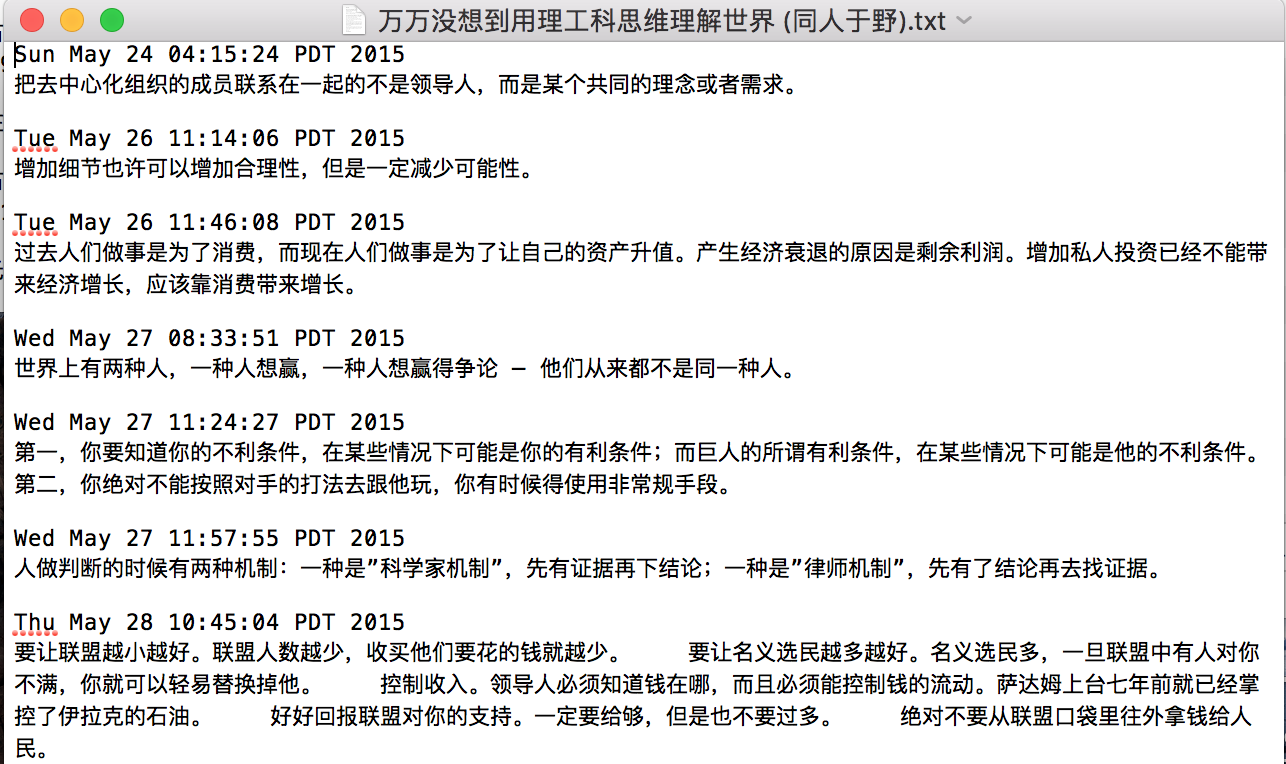 万万没想到用理工科思维理解世界 (同人于野).txt
Sun May 24 04:15:24 PDT 2015
把去中心化组织的成员联系在一起的不是领导人，而是某个共同的理念或者需求。
Tue May 26 11:14:06 PDT 2015
增加细节也许可以增加合理性，但是一定减少可能性。
Tue May 26 11:46:08 PDT 2015
过去人们做事是为了消费，而现在人们做事是为了让自己的资产升值。产生经济衰退的原因是剩余利润。增加私人投资已经不能带
来经济增长，应该靠消费带来增长。
Wed May 27 08:33:51 PDT 2015
世界上有两种人，一种人想赢，一种人想赢得争论 — 他们从来都不是同一种人。
Wed May 27 11:24:27 PDT 2015
第一，你要知道你的不利条件，在某些情况下可能是你的有利条件；而巨人的所谓有利条件，在某些情况下可能是他的不利条件。
第二，你绝对不能按照对手的打法去跟他玩，你有时候得使用非常规手段。
Wed May 27 11:57:55 PDT 2015
人做判断的时候有两种机制：一种是”科学家机制”，先有证据再下结论；一种是”律师机制”，先有了结论再去找证据。
Thu May 28 10:45:04 PDT 2015
要让联盟越小越好。联盟人数越少，收买他们要花的钱就越少。　　　要让名义选民越多越好。名义选民多，一旦联盟中有人对你
不满，你就可以轻易替换掉他。　　　控制收入。领导人必须知道钱在哪，而且必须能控制钱的流动。萨达姆上台七年前就已经掌
控了伊拉克的石油。　　　好好回报联盟对你的支持。一定要给够，但是也不要过多。　　　绝对不要从联盟口袋里往外拿钱给人
民。